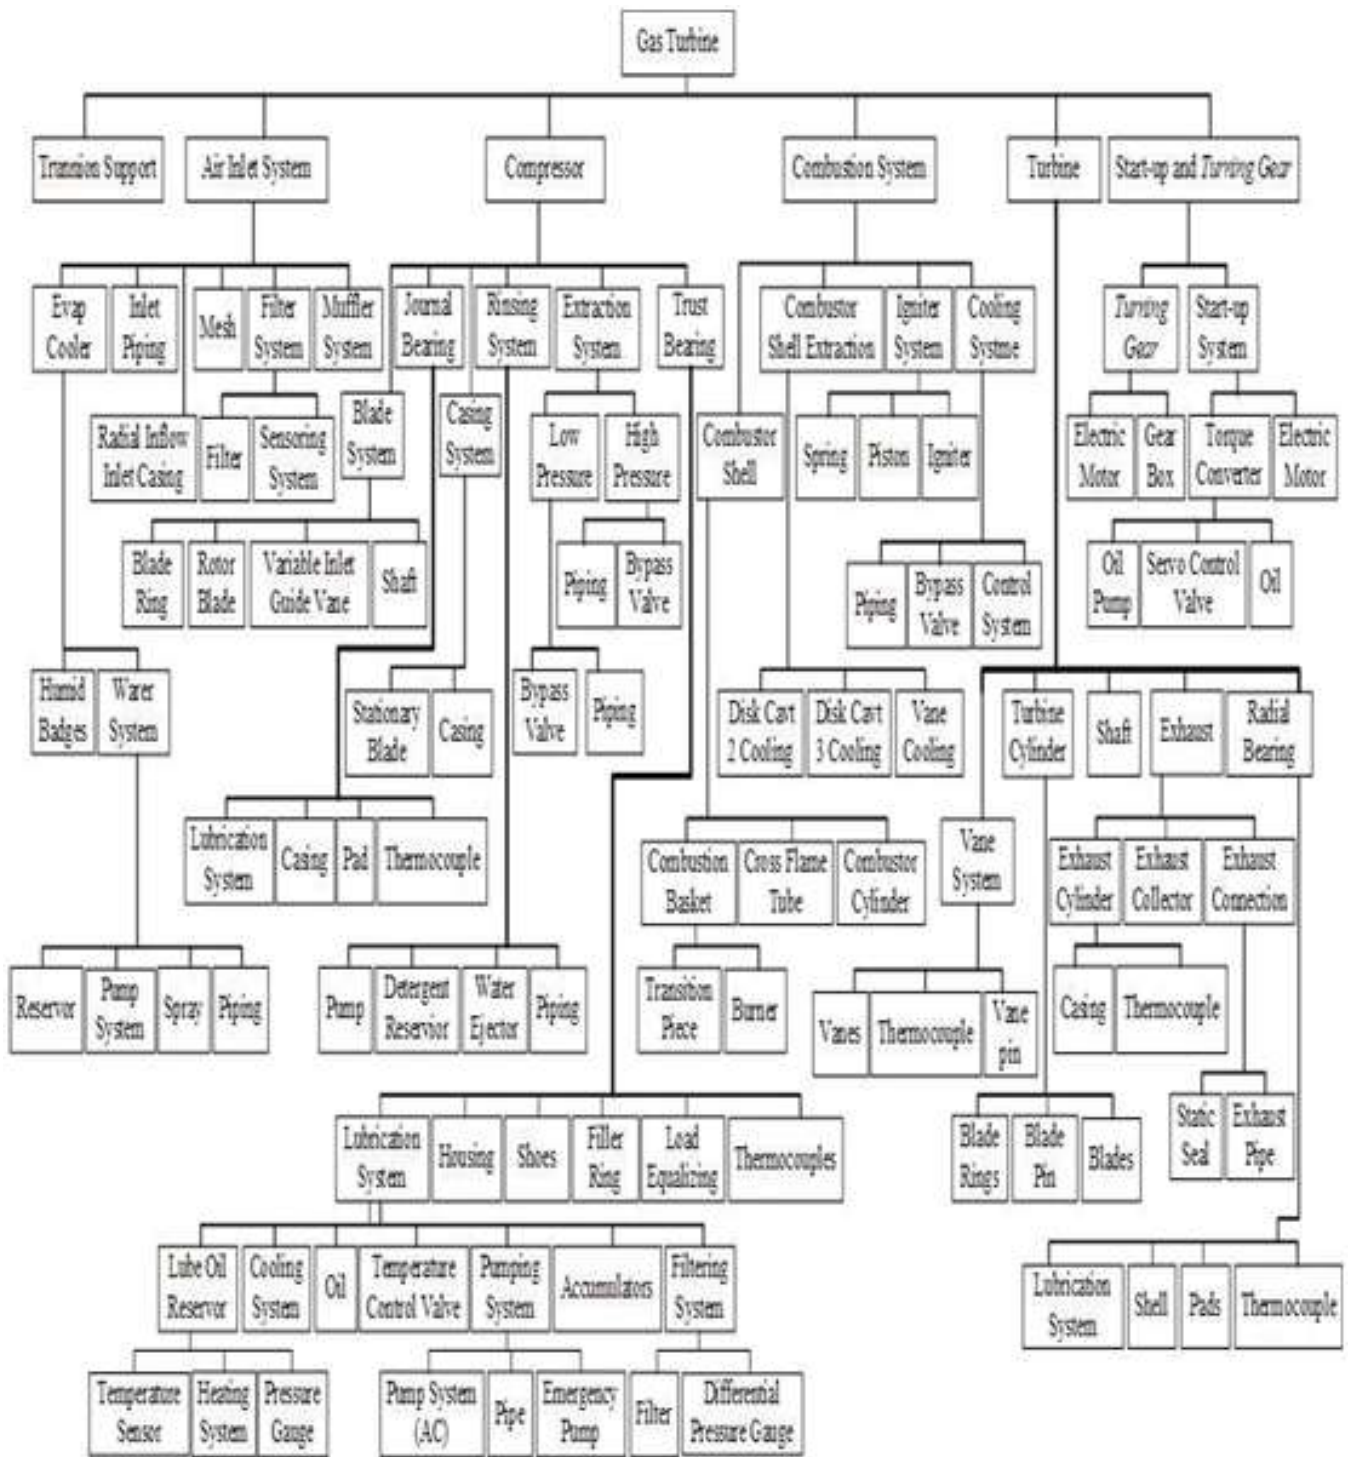 Gas Turbine
Trannion Support
Air Inlet System
Compressor
Combustion System
Turbine
Start-up and Turning Gear
Evap
Cooler
Inlet
Piping
Mesh
Filter
System
Muffler
System
Journal
Bearing
Rinsing
System
Extraction
System
Trust
Bearing
Combustor
Shell Extraction
Igniter
System
Cooling
Systme
Turning
Gear
Start-up
System
Radial Inflow
Inlet Casing
Filter
Sensoring
System
Blade
System
Casing
System
Low
Pressure
High
Pressure
Combustor
Shell
Spring
Piston
Igniter
Electric
Motor
Gear
Box
Torque
Converter
Electric
Motor
Blade
Ring
Rotor
Blade
Variable Inlet
Guide Vane
Shaft
Piping
Bypass
Valve
Piping
Bypass
Valve
Control
System
Oil
Pump
Servo Control
Valve
Oil
Humid
Badges
Warer
System
Stationary
Blade
Casing
Bypass
Valve
Piping
Disk Cavt
2 Cooling
Disk Cavt
3 Cooling
Vane
Cooling
Turbine
Cylinder
Shaft
Exhaust
Radial
Bearing
Lubrication
System
Casing
Pad
Thermocouple
Combustion
Basket
Cross Flame
Tube
Combustor
Cylinder
Vane
System
Exhaust
Cylinder
Exhaust
Collector
Exhaust
Connection
Reservor
Pump
System
Spray
Piping
Pump
Detergent
Reservior
Water
Ejector
Piping
Transition
Piece
Burner
Vanes
Thermocouple
Vane
pin
Casing
Thermocouple
Lubrication
System
Housing
Shoes
Filler
Ring
Load
Equalizing
Thermocouples
Blade
Rings
Blade
Pin
Blades
Static
Seal
Exhaust
Pipe
Lube Oil
Reservor
Cooling
System
Oil
Temperature
Control Valve
Pumping
System
Accumulators
Filtering
System
Lubrication
System
Shell
Pads
Thermocouple
Temperature
Sensor
Heating
System
Pressure
Gauge
Pump System
(AC)
Pipe
Emergency
Pump
Filter
Differential
Pressure Gauge